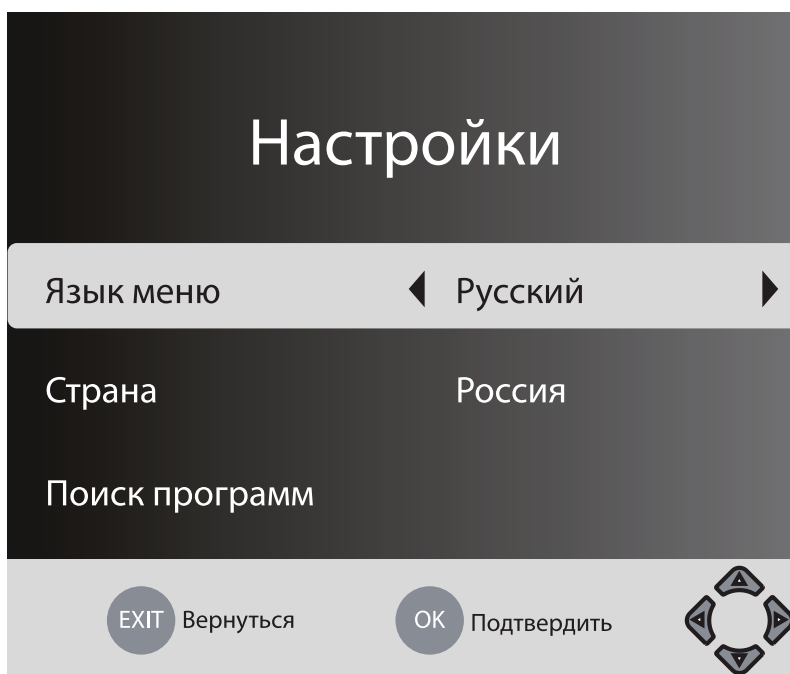 Настройки
Язык меню Русский
Страна Россия
Поиск программ
EXIT Вернуться OK Подтвердить